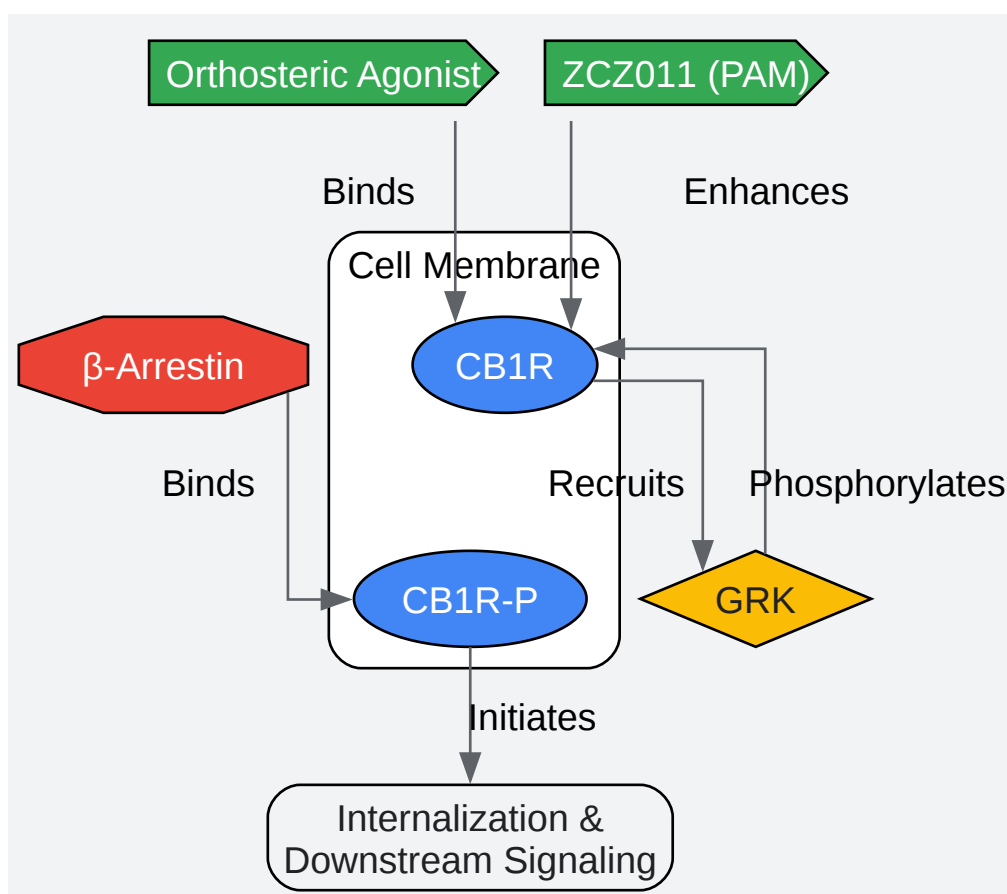 Orthosteric Agonist
ZCZ011 (PAM)
Binds
Enhances
Cell Membrane
β-Arrestin
CB1R
Binds
Recruits
Phosphorylates
CB1R-P
GRK
Initiates
Internalization &
Downstream Signaling